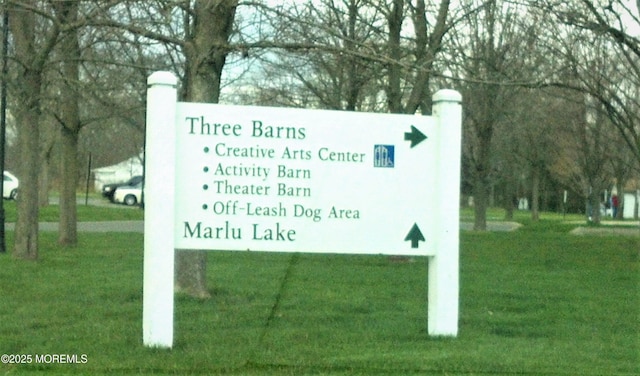 Three Barns
• Creative Arts Center
• Activity Barn
• Theater Barn
• Off-Leash Dog Area
Marlu Lake
©2025 MOREMLS